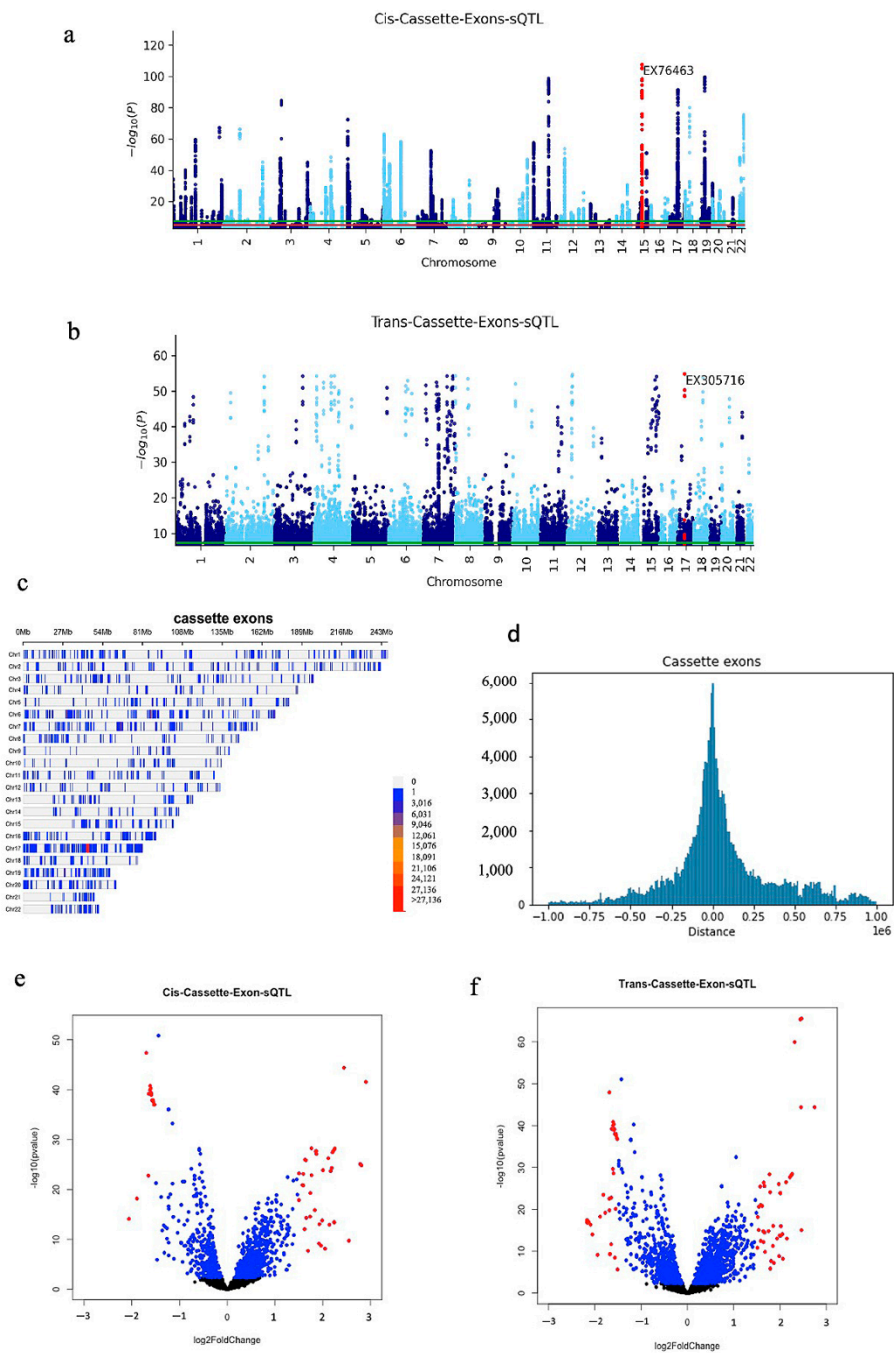 a
Cis-Cassette-Exons-sQTL
120
100
80
60
40
20
−log10(P)
EX76463
1 2 3 4 5 6 7 8 9 10 11 12 13 14 15 16 17 18 19 20 21 22
Chromosome
b
Trans-Cassette-Exons-sQTL
60
50
40
30
20
10
−log10(P)
EX305716
1 2 3 4 5 6 7 8 9 10 11 12 13 14 15 16 17 18 19 20 21 22
Chromosome
c
cassette exons
0Mb 27Mb 54Mb 81Mb 108Mb 135Mb 162Mb 189Mb 216Mb 243Mb
Chr1
Chr2
Chr3
Chr4
Chr5
Chr6
Chr7
Chr8
Chr9
Chr10
Chr11
Chr12
Chr13
Chr14
Chr15
Chr16
Chr17
Chr18
Chr19
Chr20
Chr21
Chr22
0
1
3,016
6,031
9,046
12,061
15,076
18,091
21,106
24,121
27,136
>27,136
d
Cassette exons
6,000
5,000
4,000
3,000
2,000
1,000
0
−1.00 −0.75 −0.50 −0.25 0.00 0.25 0.50 0.75 1.00
Distance
1e6
e
Cis-Cassette-Exon-sQTL
50
40
30
20
10
0
-log10(pvalue)
−3 −2 −1 0 1 2 3
log2FoldChange
f
Trans-Cassette-Exon-sQTL
60
50
40
30
20
10
0
-log10(pvalue)
−3 −2 −1 0 1 2 3
log2FoldChange